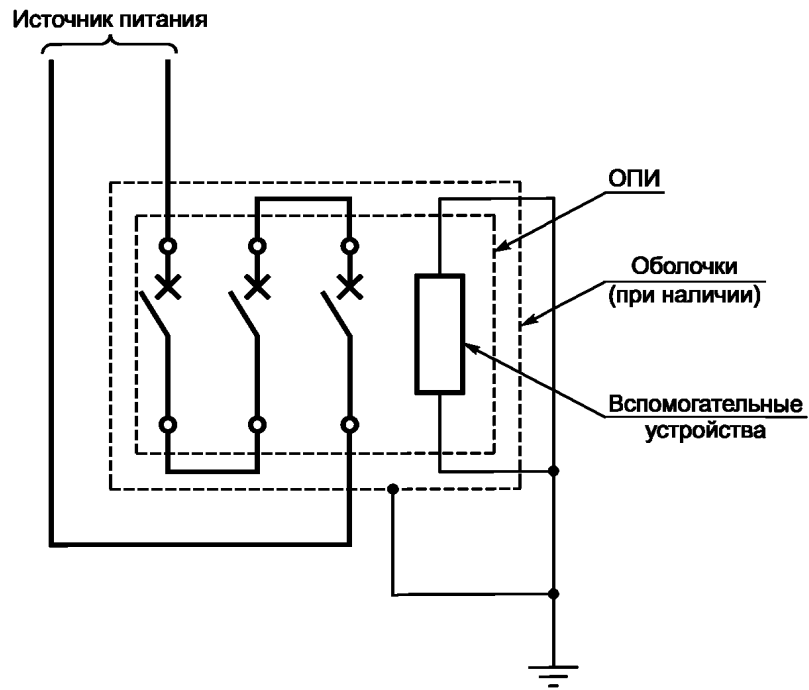 Источник питания
ОПИ
Оболочки
(при наличии)
Вспомогательные
устройства